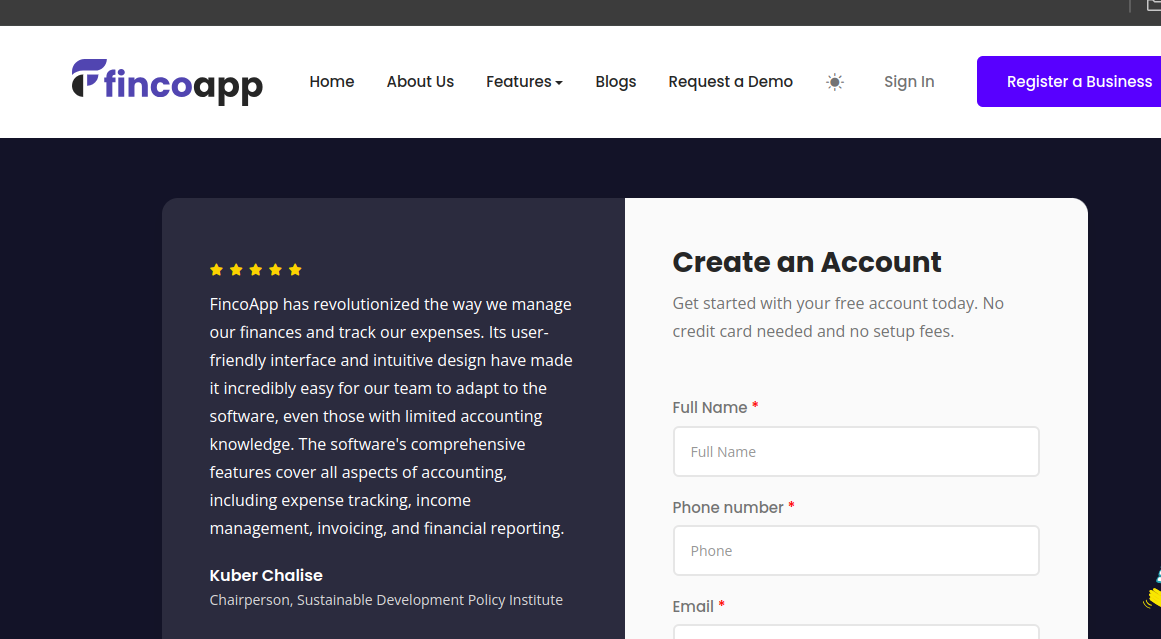 fincoapp
Home
About Us
Features
Blogs
Request a Demo
Sign In
Register a Business
FincoApp has revolutionized the way we manage
our finances and track our expenses. Its user-
friendly interface and intuitive design have made
it incredibly easy for our team to adapt to the
software, even those with limited accounting
knowledge. The software's comprehensive
features cover all aspects of accounting,
including expense tracking, income
management, invoicing, and financial reporting.
Kuber Chalise
Chairperson, Sustainable Development Policy Institute
Create an Account
Get started with your free account today. No
credit card needed and no setup fees.
Full Name *
Full Name
Phone number *
Phone
Email *